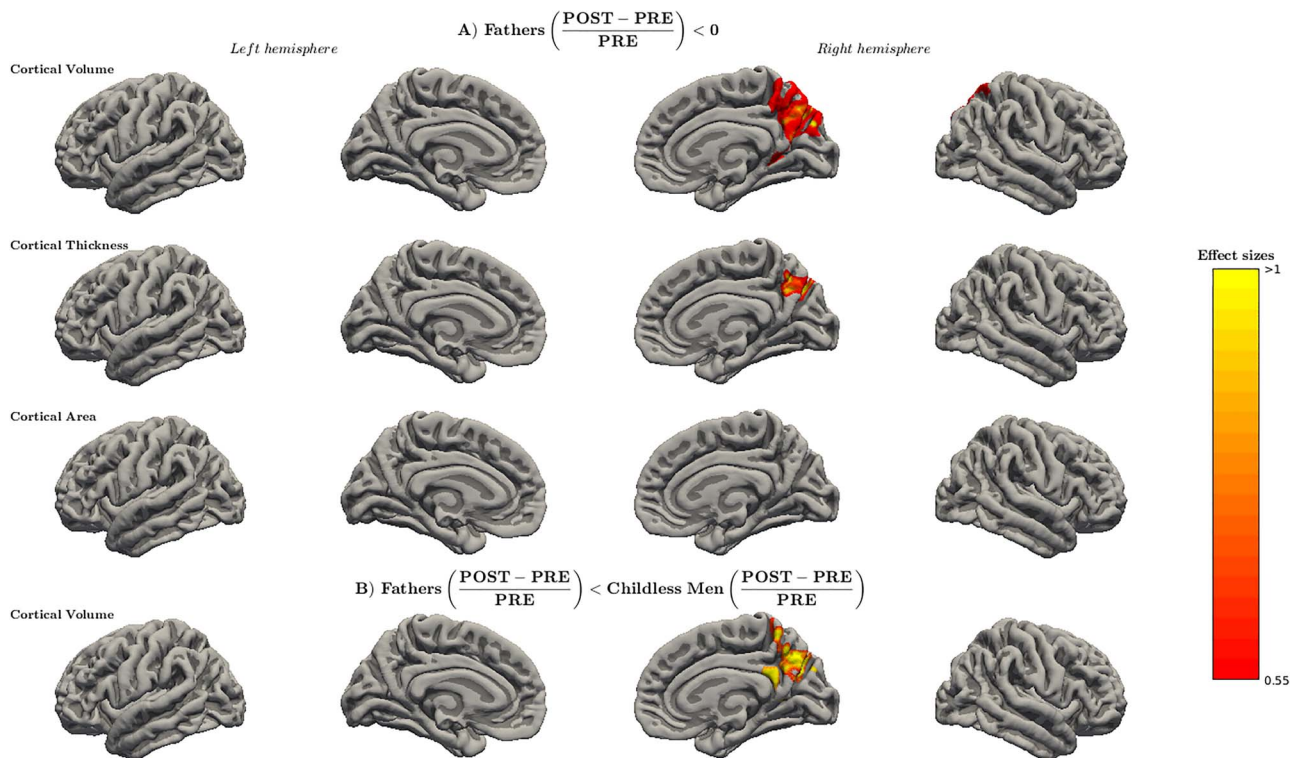 A) Fathers (POST − PRE / PRE) < 0
Left hemisphere Right hemisphere
Cortical Volume
Cortical Thickness
Effect sizes
>1
Cortical Area
B) Fathers (POST − PRE / PRE) < Childless Men (POST − PRE / PRE)
Cortical Volume
0.55